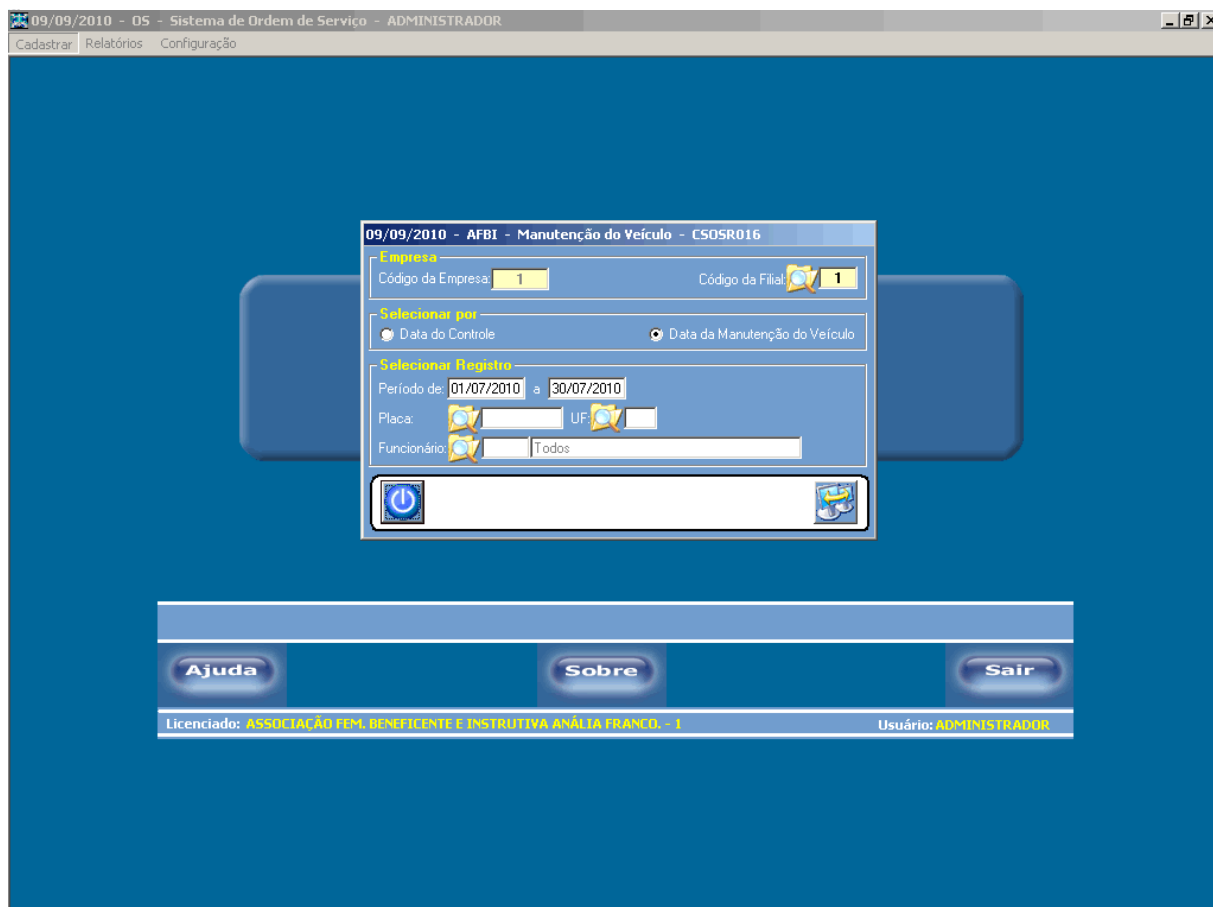 09/09/2010 - OS - Sistema de Ordem de Serviço - ADMINISTRADOR
Cadastrar Relatórios Configuração
09/09/2010 - AFBI - Manutenção do Veículo - CSOSR016
Empresa
Código da Empresa: 1 Código da Filial: 1
Selecionar por
Data do Controle Data da Manutenção do Veículo
Selecionar Registro
Período de: 01/07/2010 a 30/07/2010
Placa: UF:
Funcionário: Todos
Ajuda Sobre Sair
Licenciado: ASSOCIAÇÃO FEM. BENEFICENTE E INSTRUTIVA ANÁLIA FRANCO. - 1 Usuário: ADMINISTRADOR